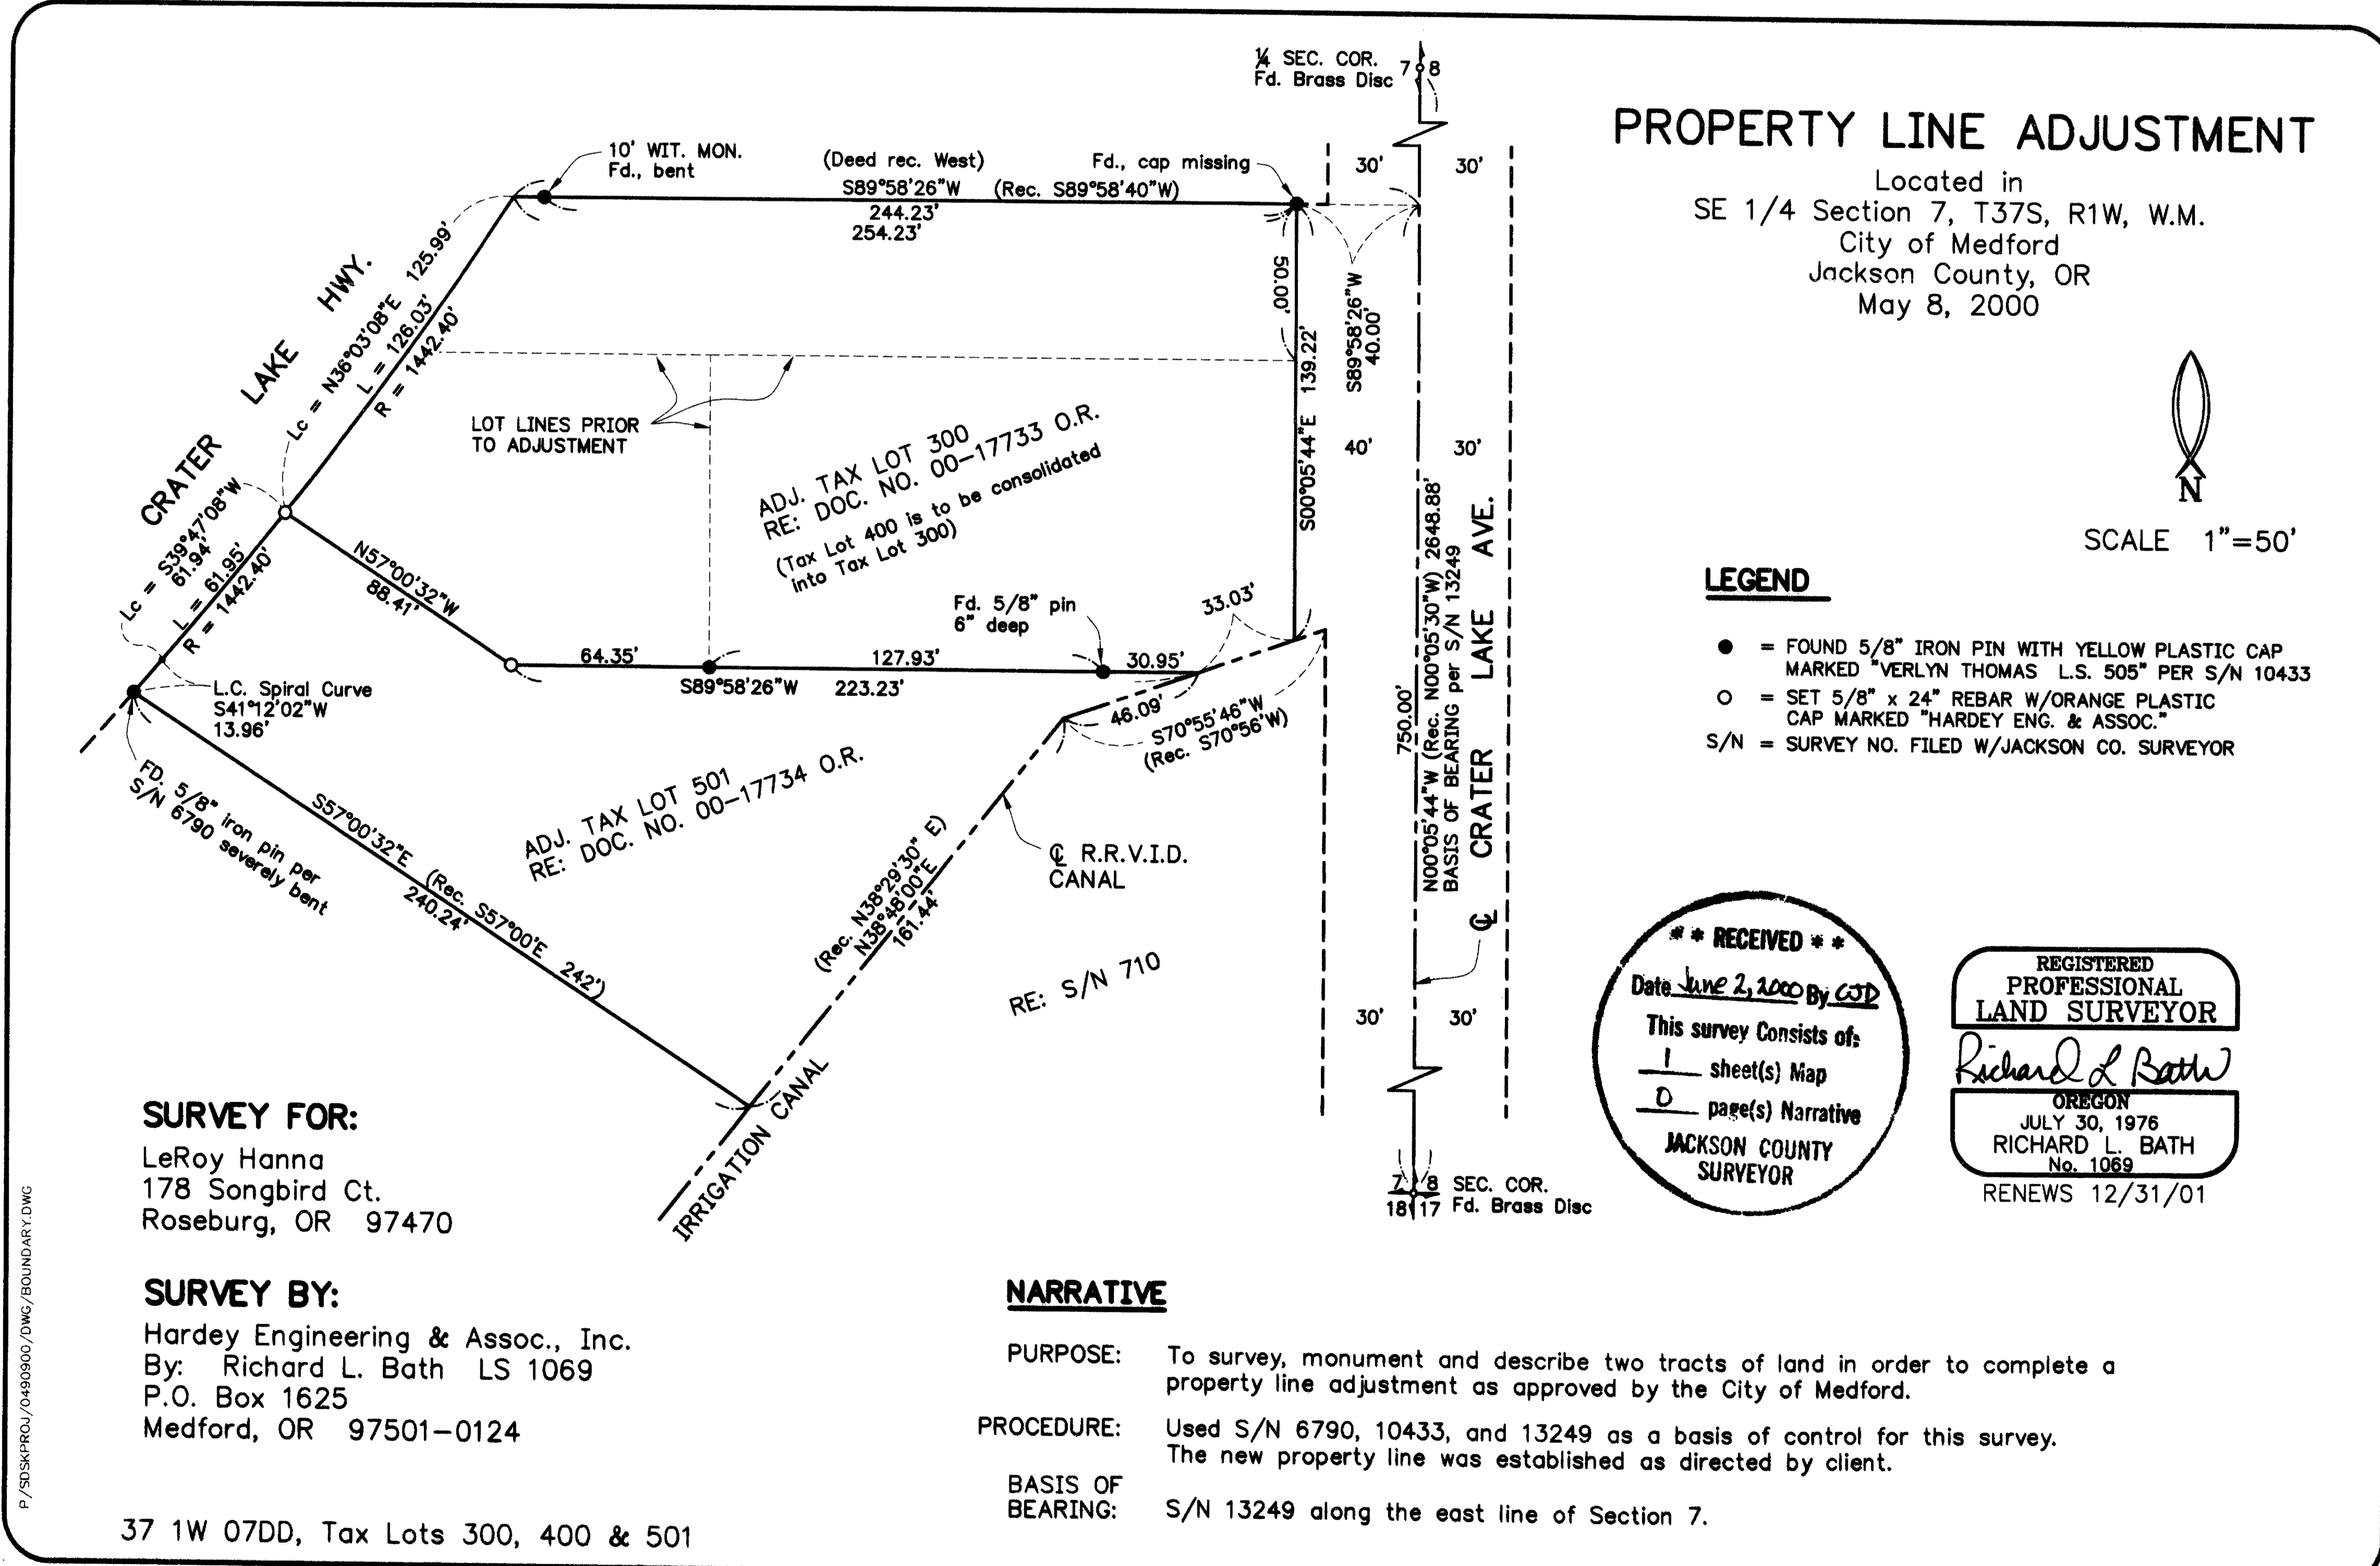 ¼ SEC. COR.
Fd. Brass Disc
7 8
PROPERTY LINE ADJUSTMENT
Located in
SE 1/4 Section 7, T37S, R1W, W.M.
City of Medford
Jackson County, OR
May 8, 2000
10' WIT. MON.
Fd., bent
(Deed rec. West)
S89°58'26"W (Rec. S89°58'40"W)
244.23'
254.23'
Fd., cap missing
30'
30'
CRATER LAKE HWY.
Lc = N36°03'08"E 125.99'
L = 126.03'
R = 1442.40'
50.00'
S00°05'44"E 139.22'
S89°58'26"W
40.00'
40'
30'
LOT LINES PRIOR
TO ADJUSTMENT
ADJ. TAX LOT 300
RE: DOC. NO. 00-17733 O.R.
(Tax Lot 400 is to be consolidated
into Tax Lot 300)
Lc = S39°47'08"W
61.94'
L = 61.95'
R = 1442.40'
N57°00'32"W
88.41'
Fd. 5/8" pin
6" deep
33.03'
64.35'
127.93'
30.95'
S89°58'26"W 223.23'
46.09'
S70°55'46"W
(Rec. S70°56'W)
L.C. Spiral Curve
S41°12'02"W
13.96'
FD. 5/8" iron pin per
S/N 6790 severely bent
S57°00'32"E (Rec. S57°00'E 242')
240.24'
ADJ. TAX LOT 501
RE: DOC. NO. 00-17734 O.R.
(Rec. N38°29'30" E)
N38°48'00"E
161.44'
℄ R.R.V.I.D.
CANAL
RE: S/N 710
IRRIGATION CANAL
750.00'
N00°05'44"W (Rec. N00°05'30"W) 2648.88'
BASIS OF BEARING per S/N 13249
℄ CRATER LAKE AVE.
30'
30'
7 8
18 17
SEC. COR.
Fd. Brass Disc
N
SCALE 1"=50'
LEGEND
● = FOUND 5/8" IRON PIN WITH YELLOW PLASTIC CAP
MARKED "VERLYN THOMAS L.S. 505" PER S/N 10433
○ = SET 5/8" x 24" REBAR W/ORANGE PLASTIC
CAP MARKED "HARDEY ENG. & ASSOC."
S/N = SURVEY NO. FILED W/JACKSON CO. SURVEYOR
* * RECEIVED * *
Date June 2, 2000 By CJD
This survey Consists of:
1 sheet(s) Map
0 page(s) Narrative
JACKSON COUNTY
SURVEYOR
REGISTERED
PROFESSIONAL
LAND SURVEYOR
Richard L Bath
OREGON
JULY 30, 1976
RICHARD L. BATH
No. 1069
RENEWS 12/31/01
SURVEY FOR:
LeRoy Hanna
178 Songbird Ct.
Roseburg, OR 97470
SURVEY BY:
Hardey Engineering & Assoc., Inc.
By: Richard L. Bath LS 1069
P.O. Box 1625
Medford, OR 97501-0124
37 1W 07DD, Tax Lots 300, 400 & 501
P/SDSKPROJ/0490900/DWG/BOUNDARY.DWG
NARRATIVE
PURPOSE: To survey, monument and describe two tracts of land in order to complete a
property line adjustment as approved by the City of Medford.
PROCEDURE: Used S/N 6790, 10433, and 13249 as a basis of control for this survey.
The new property line was established as directed by client.
BASIS OF
BEARING: S/N 13249 along the east line of Section 7.